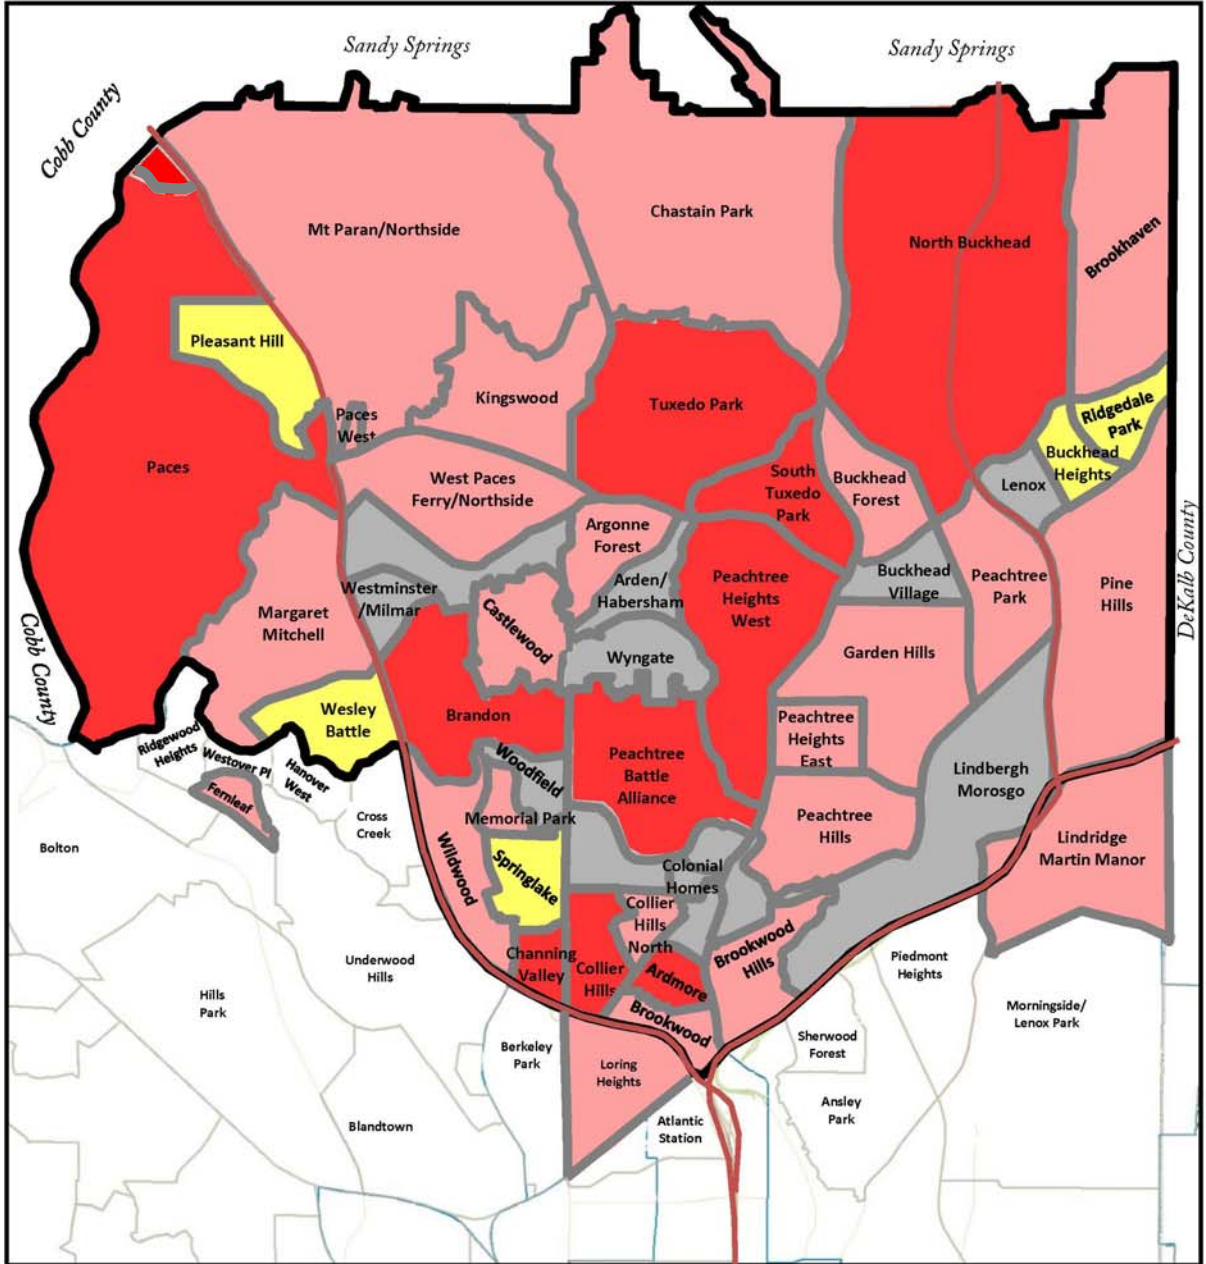 Sandy Springs
Sandy Springs
Cobb County
Mt Paran/Northside
Chastain Park
North Buckhead
Brookhaven
Pleasant Hill
Kingswood
Tuxedo Park
Paces
West
Ridgedale
Park
Buckhead
Heights
Paces
West Paces
Ferry/Northside
South
Tuxedo
Park
Buckhead
Forest
Lenox
Argonne
Forest
DeKalb County
Westminster
/Milmar
Arden/
Habersham
Peachtree
Heights
West
Buckhead
Village
Peachtree
Park
Pine
Hills
Margaret
Mitchell
Castlewood
Cobb County
Wyngate
Garden Hills
Wesley
Battle
Brandon
Peachtree
Heights
East
Ridgewood
Heights
Westover Pl
Hanover
West
Fernleaf
Woodfield
Peachtree
Battle
Alliance
Lindbergh
Morosgo
Cross
Creek
Memorial Park
Peachtree
Hills
Lindridge
Martin Manor
Bolton
Wildwood
Springlake
Colonial
Homes
Collier
Hills
North
Brookwood
Hills
Channing
Valley
Collier
Hills
Ardmore
Underwood
Hills
Piedmont
Heights
Hills
Park
Brookwood
Morningside/
Lenox Park
Berkeley
Park
Sherwood
Forest
Loring
Heights
Ansley
Park
Blandtown
Atlantic
Station